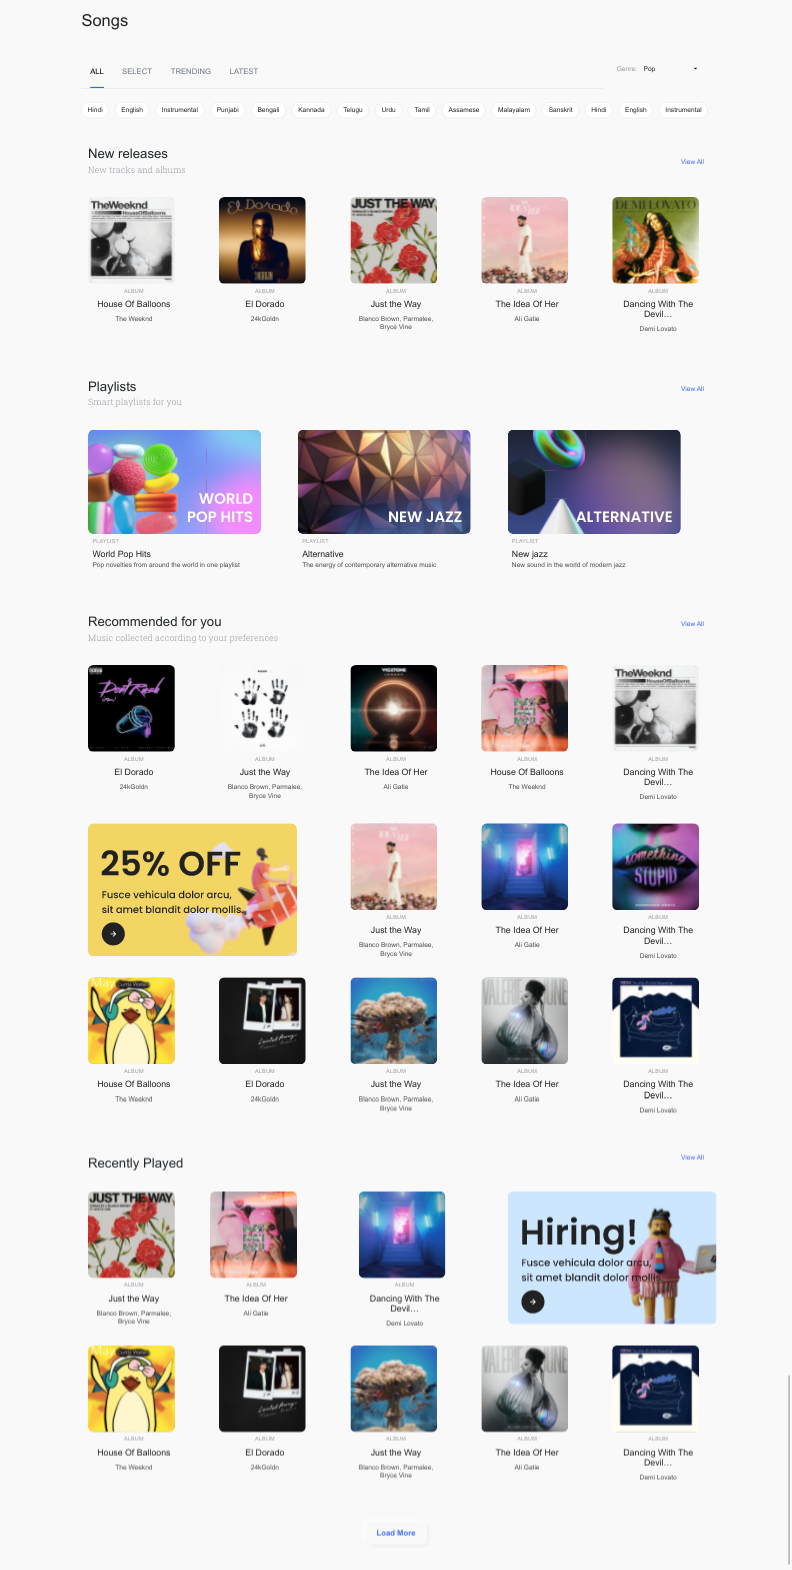 Songs
ALL SELECT TRENDING LATEST
Genre: Pop
Hindi English Instrumental Punjabi Bengali Kannada Telugu Urdu Tamil Assamese Malayalam Sanskrit Hindi English Instrumental
New releases
View All
New tracks and albums
TheWeeknd
HouseOfBalloons
El Dorado
JUST THE WAY
DEMI LOVATO
ALBUM ALBUM ALBUM ALBUM ALBUM
House Of Balloons El Dorado Just the Way The Idea Of Her Dancing With The
Devil...
The Weeknd 24kGoldn Blanco Brown, Parmalee, Ali Gatie
Bryce Vine
Demi Lovato
Playlists
View All
Smart playlists for you
WORLD
POP HITS
NEW JAZZ
ALTERNATIVE
PLAYLIST PLAYLIST PLAYLIST
World Pop Hits Alternative New jazz
Pop novelties from around the world in one playlist The energy of contemporary alternative music New sound in the world of modern jazz
Recommended for you
View All
Music collected according to your preferences
Don't Rush
TheWeeknd
HouseOfBalloons
ALBUM ALBUM ALBUM ALBUM ALBUM
El Dorado Just the Way The Idea Of Her House Of Balloons Dancing With The
Devil...
24kGoldn Blanco Brown, Parmalee, Ali Gatie The Weeknd
Bryce Vine
Demi Lovato
25% OFF
Fusce vehicula dolor arcu,
sit amet blandit dolor mollis.
something
STUPID
ALBUM ALBUM ALBUM
Just the Way The Idea Of Her Dancing With The
Devil...
Blanco Brown, Parmalee, Ali Gatie
Bryce Vine
Demi Lovato
ALBUM ALBUM ALBUM ALBUM ALBUM
House Of Balloons El Dorado Just the Way The Idea Of Her Dancing With The
Devil...
The Weeknd 24kGoldn Blanco Brown, Parmalee, Ali Gatie
Bryce Vine
Demi Lovato
Recently Played
View All
JUST THE WAY
Hiring!
Fusce vehicula dolor arcu,
sit amet blandit dolor mollis
ALBUM ALBUM ALBUM
Just the Way The Idea Of Her Dancing With The
Devil...
Blanco Brown, Parmalee, Ali Gatie
Bryce Vine
Demi Lovato
ALBUM ALBUM ALBUM ALBUM ALBUM
House Of Balloons El Dorado Just the Way The Idea Of Her Dancing With The
Devil...
The Weeknd 24kGoldn Blanco Brown, Parmalee, Ali Gatie
Bryce Vine
Demi Lovato
Load More